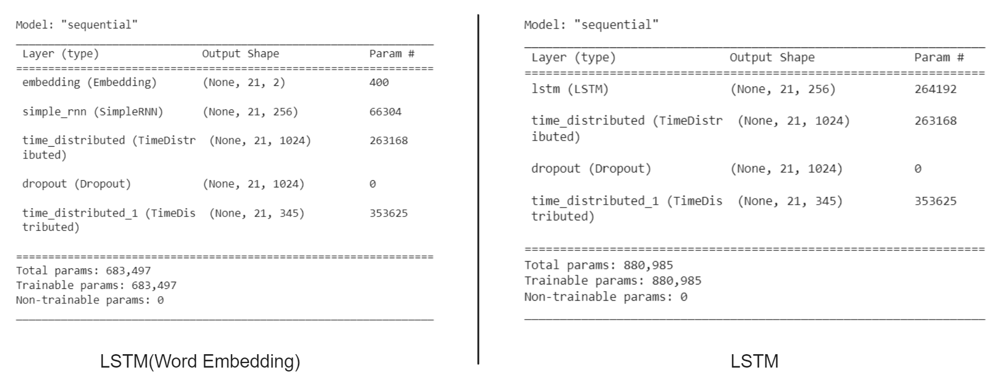 Model: "sequential"
Layer (type) Output Shape Param #
=================================================================
embedding (Embedding) (None, 21, 2) 400
simple_rnn (SimpleRNN) (None, 21, 256) 66304
time_distributed (TimeDistr (None, 21, 1024) 263168
ibuted)
dropout (Dropout) (None, 21, 1024) 0
time_distributed_1 (TimeDis (None, 21, 345) 353625
tributed)
=================================================================
Total params: 683,497
Trainable params: 683,497
Non-trainable params: 0
LSTM(Word Embedding)
Model: "sequential"
Layer (type) Output Shape Param #
=================================================================
lstm (LSTM) (None, 21, 256) 264192
time_distributed (TimeDistr (None, 21, 1024) 263168
ibuted)
dropout (Dropout) (None, 21, 1024) 0
time_distributed_1 (TimeDis (None, 21, 345) 353625
tributed)
=================================================================
Total params: 880,985
Trainable params: 880,985
Non-trainable params: 0
LSTM